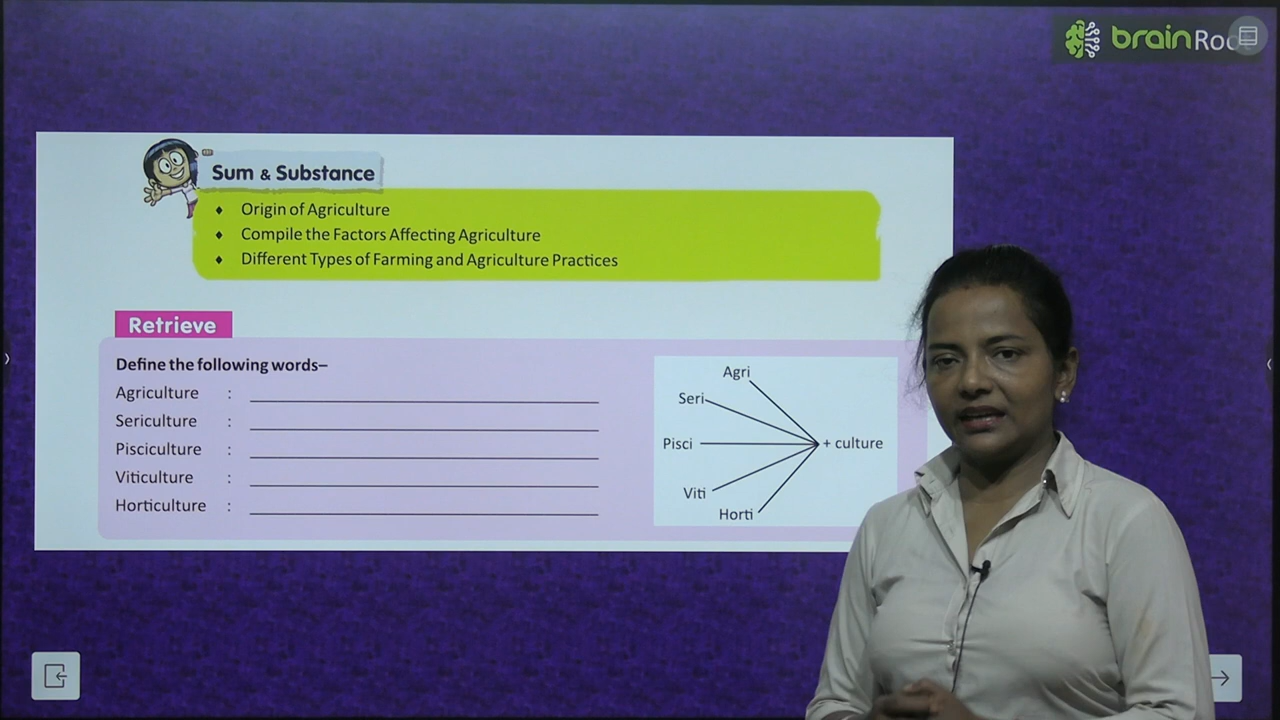 brainRoo
Sum & Substance
♦ Origin of Agriculture
♦ Compile the Factors Affecting Agriculture
♦ Different Types of Farming and Agriculture Practices
Retrieve
Define the following words–
Agriculture :
Sericulture :
Pisciculture :
Viticulture :
Horticulture :
Agri
Seri
Pisci
+ culture
Viti
Horti